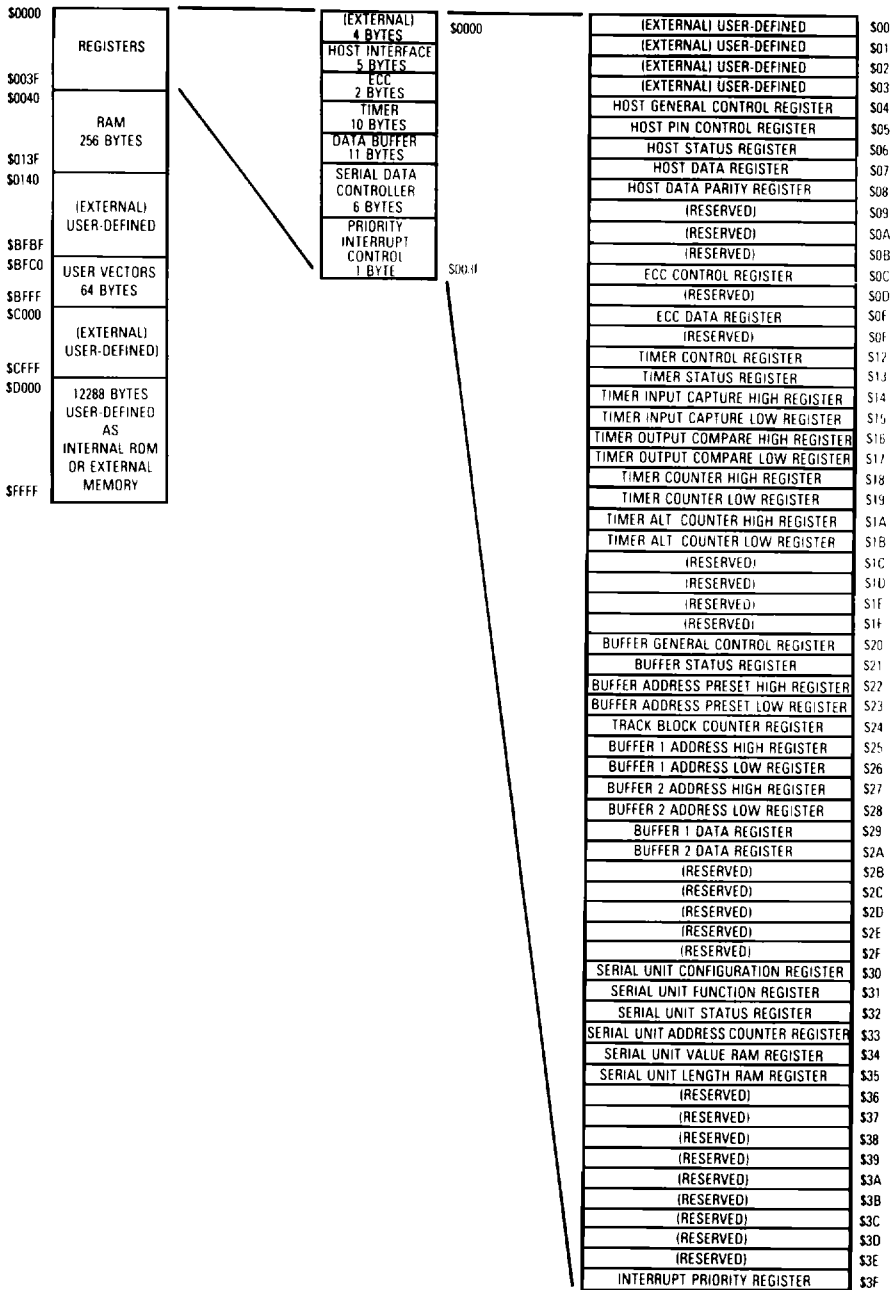 $0000
REGISTERS
$003F
$0040
RAM
256 BYTES
$013F
$0140
(EXTERNAL)
USER-DEFINED
$BFBF
$BFC0
USER VECTORS
64 BYTES
$BFFF
$C000
(EXTERNAL)
USER-DEFINED)
$CFFF
$D000
12288 BYTES
USER-DEFINED
AS
INTERNAL ROM
OR EXTERNAL
MEMORY
$FFFF
(EXTERNAL)
4 BYTES
HOST INTERFACE
5 BYTES
ECC
2 BYTES
TIMER
10 BYTES
DATA BUFFER
11 BYTES
SERIAL DATA
CONTROLLER
6 BYTES
PRIORITY
INTERRUPT
CONTROL
1 BYTE
$0000
$003F
(EXTERNAL) USER-DEFINED $00
(EXTERNAL) USER-DEFINED $01
(EXTERNAL) USER-DEFINED $02
(EXTERNAL) USER-DEFINED $03
HOST GENERAL CONTROL REGISTER $04
HOST PIN CONTROL REGISTER $05
HOST STATUS REGISTER $06
HOST DATA REGISTER $07
HOST DATA PARITY REGISTER $08
(RESERVED) $09
(RESERVED) $0A
(RESERVED) $0B
ECC CONTROL REGISTER $0C
(RESERVED) $0D
ECC DATA REGISTER $0E
(RESERVED) $0F
TIMER CONTROL REGISTER $12
TIMER STATUS REGISTER $13
TIMER INPUT CAPTURE HIGH REGISTER $14
TIMER INPUT CAPTURE LOW REGISTER $15
TIMER OUTPUT COMPARE HIGH REGISTER $16
TIMER OUTPUT COMPARE LOW REGISTER $17
TIMER COUNTER HIGH REGISTER $18
TIMER COUNTER LOW REGISTER $19
TIMER ALT COUNTER HIGH REGISTER $1A
TIMER ALT COUNTER LOW REGISTER $1B
(RESERVED) $1C
(RESERVED) $1D
(RESERVED) $1E
(RESERVED) $1F
BUFFER GENERAL CONTROL REGISTER $20
BUFFER STATUS REGISTER $21
BUFFER ADDRESS PRESET HIGH REGISTER $22
BUFFER ADDRESS PRESET LOW REGISTER $23
TRACK BLOCK COUNTER REGISTER $24
BUFFER 1 ADDRESS HIGH REGISTER $25
BUFFER 1 ADDRESS LOW REGISTER $26
BUFFER 2 ADDRESS HIGH REGISTER $27
BUFFER 2 ADDRESS LOW REGISTER $28
BUFFER 1 DATA REGISTER $29
BUFFER 2 DATA REGISTER $2A
(RESERVED) $2B
(RESERVED) $2C
(RESERVED) $2D
(RESERVED) $2E
(RESERVED) $2F
SERIAL UNIT CONFIGURATION REGISTER $30
SERIAL UNIT FUNCTION REGISTER $31
SERIAL UNIT STATUS REGISTER $32
SERIAL UNIT ADDRESS COUNTER REGISTER $33
SERIAL UNIT VALUE RAM REGISTER $34
SERIAL UNIT LENGTH RAM REGISTER $35
(RESERVED) $36
(RESERVED) $37
(RESERVED) $38
(RESERVED) $39
(RESERVED) $3A
(RESERVED) $3B
(RESERVED) $3C
(RESERVED) $3D
(RESERVED) $3E
INTERRUPT PRIORITY REGISTER $3F